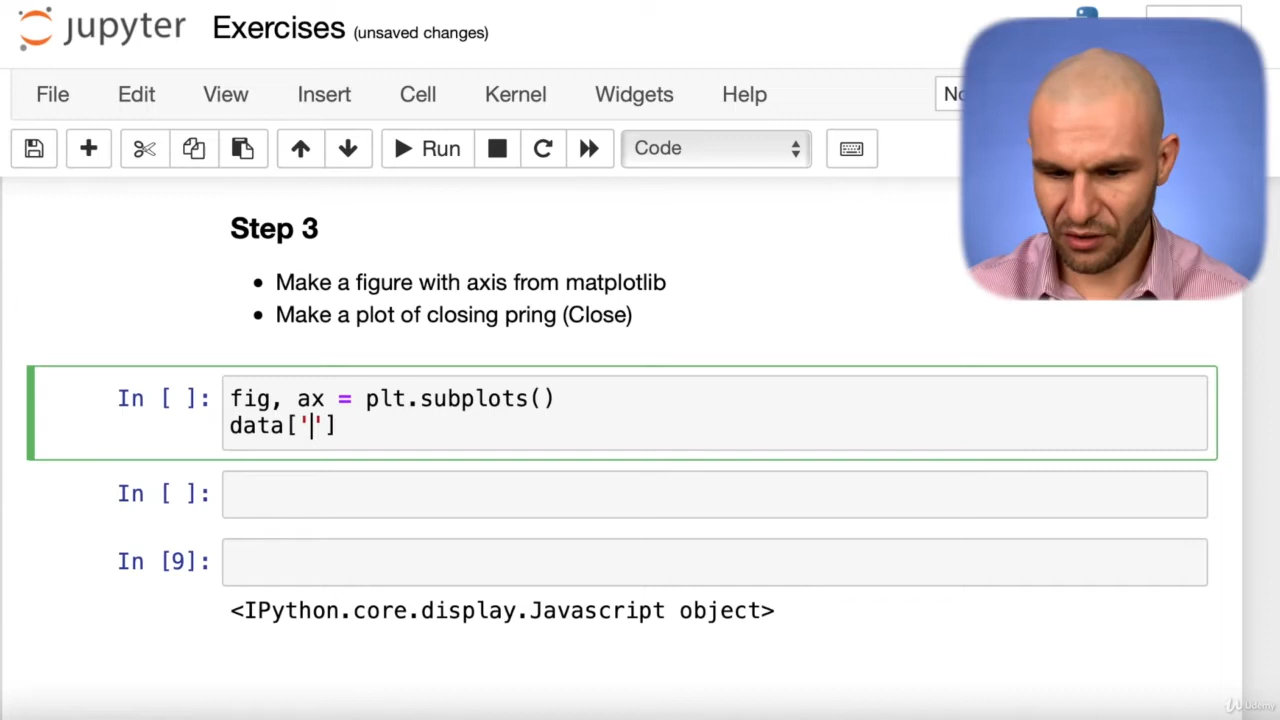 jupyter Exercises (unsaved changes)
File Edit View Insert Cell Kernel Widgets Help
Run Code
Step 3
• Make a figure with axis from matplotlib
• Make a plot of closing pring (Close)
In [ ]: fig, ax = plt.subplots()
data['']
In [ ]:
In [9]:
<IPython.core.display.Javascript object>
Udemy